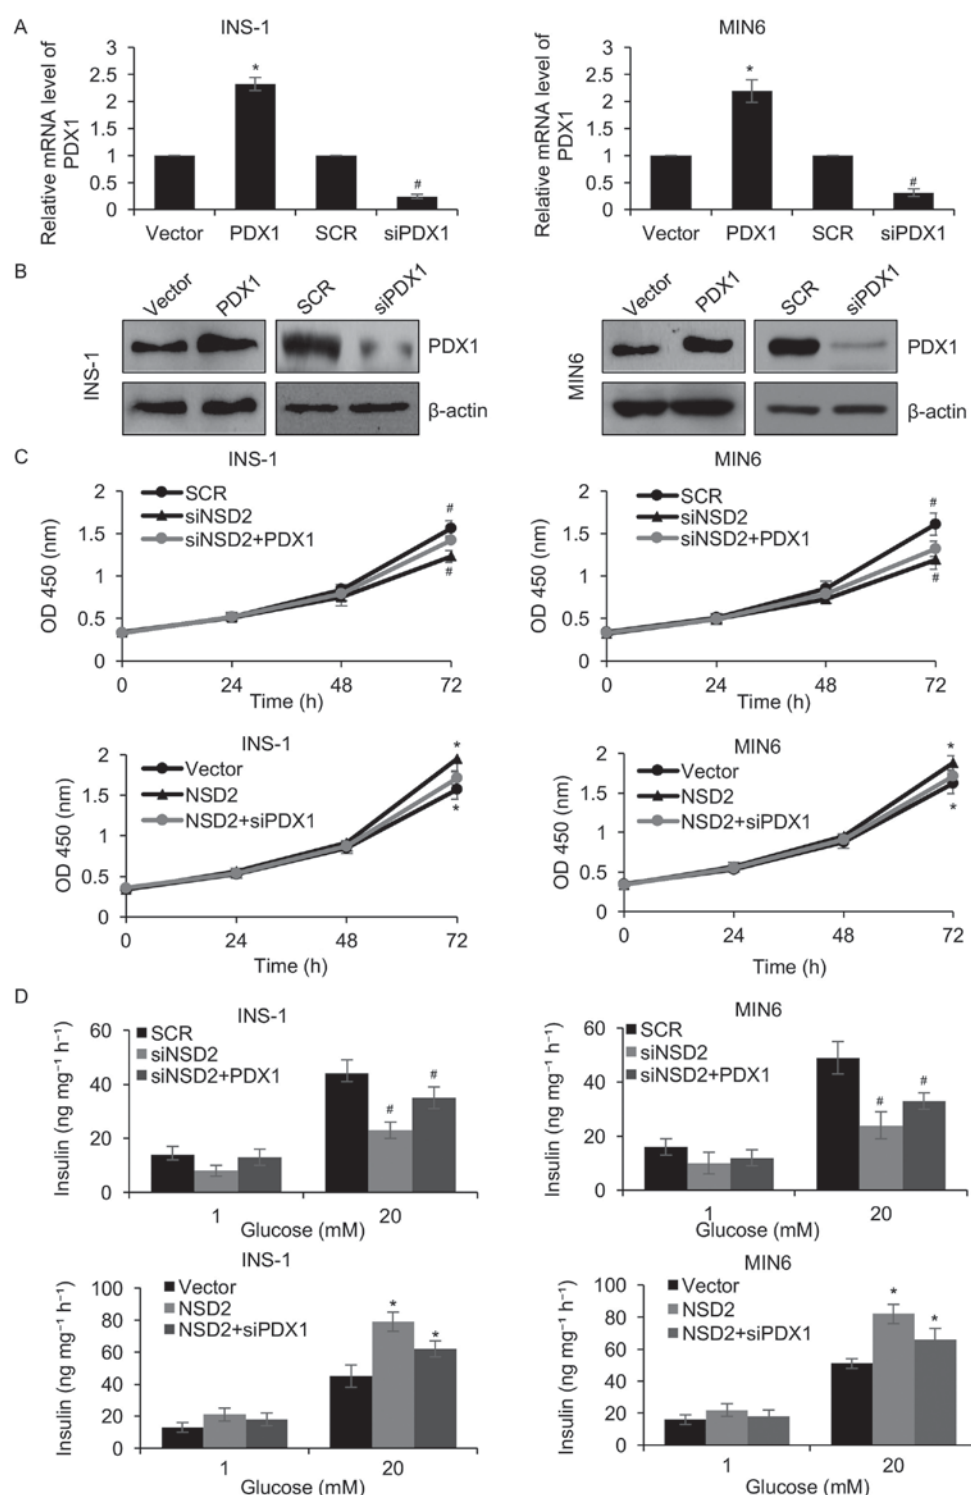 A
INS-1
Relative mRNA level of
PDX1
3
2.5
2
1.5
1
0.5
0
*
#
Vector PDX1 SCR siPDX1
MIN6
Relative mRNA level of
PDX1
3
2.5
2
1.5
1
0.5
0
*
#
Vector PDX1 SCR siPDX1
B
Vector PDX1 SCR siPDX1
INS-1
PDX1
β-actin
Vector PDX1 SCR siPDX1
MIN6
PDX1
β-actin
C
INS-1
OD 450 (nm)
2
1.5
1
0.5
0
SCR
siNSD2
siNSD2+PDX1
#
#
0 24 48 72
Time (h)
MIN6
OD 450 (nm)
2
1.5
1
0.5
0
SCR
siNSD2
siNSD2+PDX1
#
#
0 24 48 72
Time (h)
INS-1
OD 450 (nm)
2
1.5
1
0.5
0
Vector
NSD2
NSD2+siPDX1
*
*
0 24 48 72
Time (h)
MIN6
OD 450 (nm)
2
1.5
1
0.5
0
Vector
NSD2
NSD2+siPDX1
*
*
0 24 48 72
Time (h)
D
INS-1
Insulin (ng mg⁻¹ h⁻¹)
60
40
20
0
SCR
siNSD2
siNSD2+PDX1
#
#
1 20
Glucose (mM)
MIN6
Insulin (ng mg⁻¹ h⁻¹)
60
40
20
0
SCR
siNSD2
siNSD2+PDX1
#
#
1 20
Glucose (mM)
INS-1
Insulin (ng mg⁻¹ h⁻¹)
100
80
60
40
20
0
Vector
NSD2
NSD2+siPDX1
*
*
1 20
Glucose (mM)
MIN6
Insulin (ng mg⁻¹ h⁻¹)
100
80
60
40
20
0
Vector
NSD2
NSD2+siPDX1
*
*
1 20
Glucose (mM)